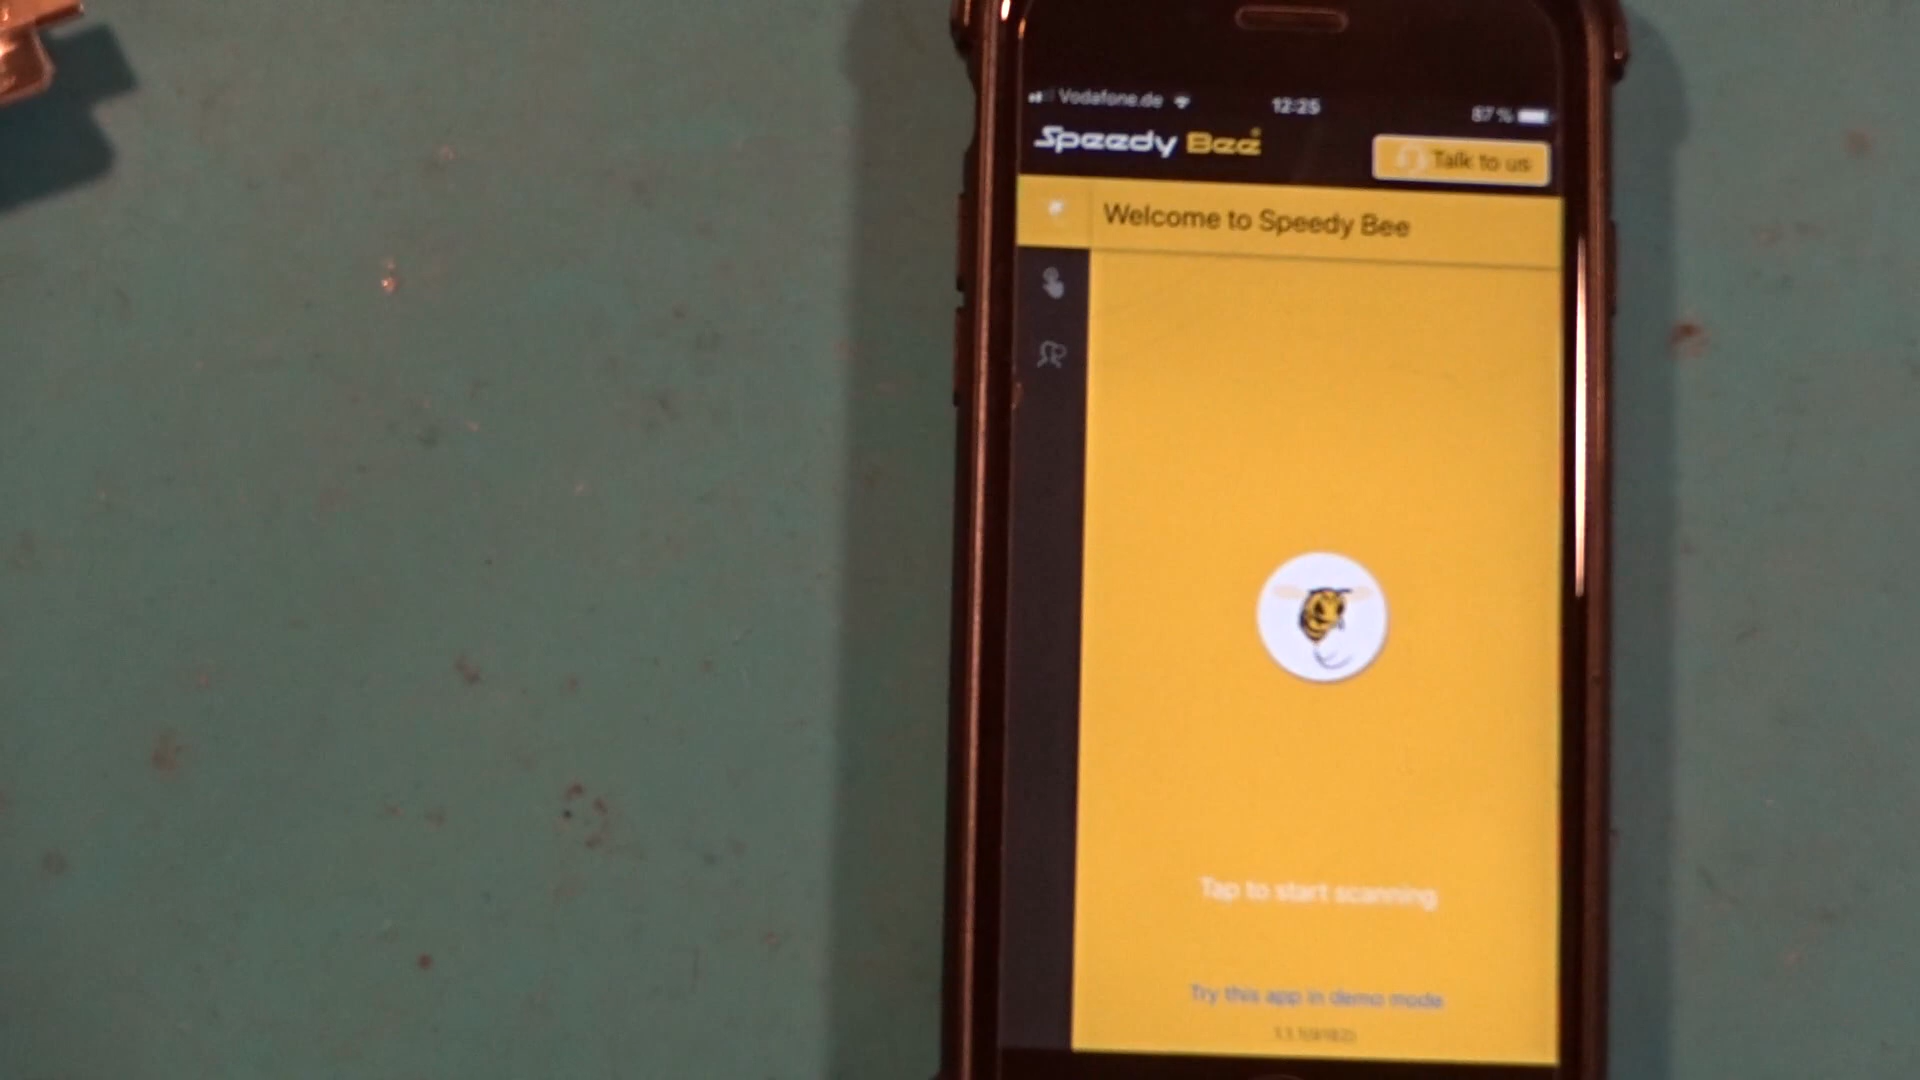 Vodafone.de 12:25 87 %
Speedy Bee
Talk to us
Welcome to Speedy Bee
Tap to start scanning
Try this app in demo mode